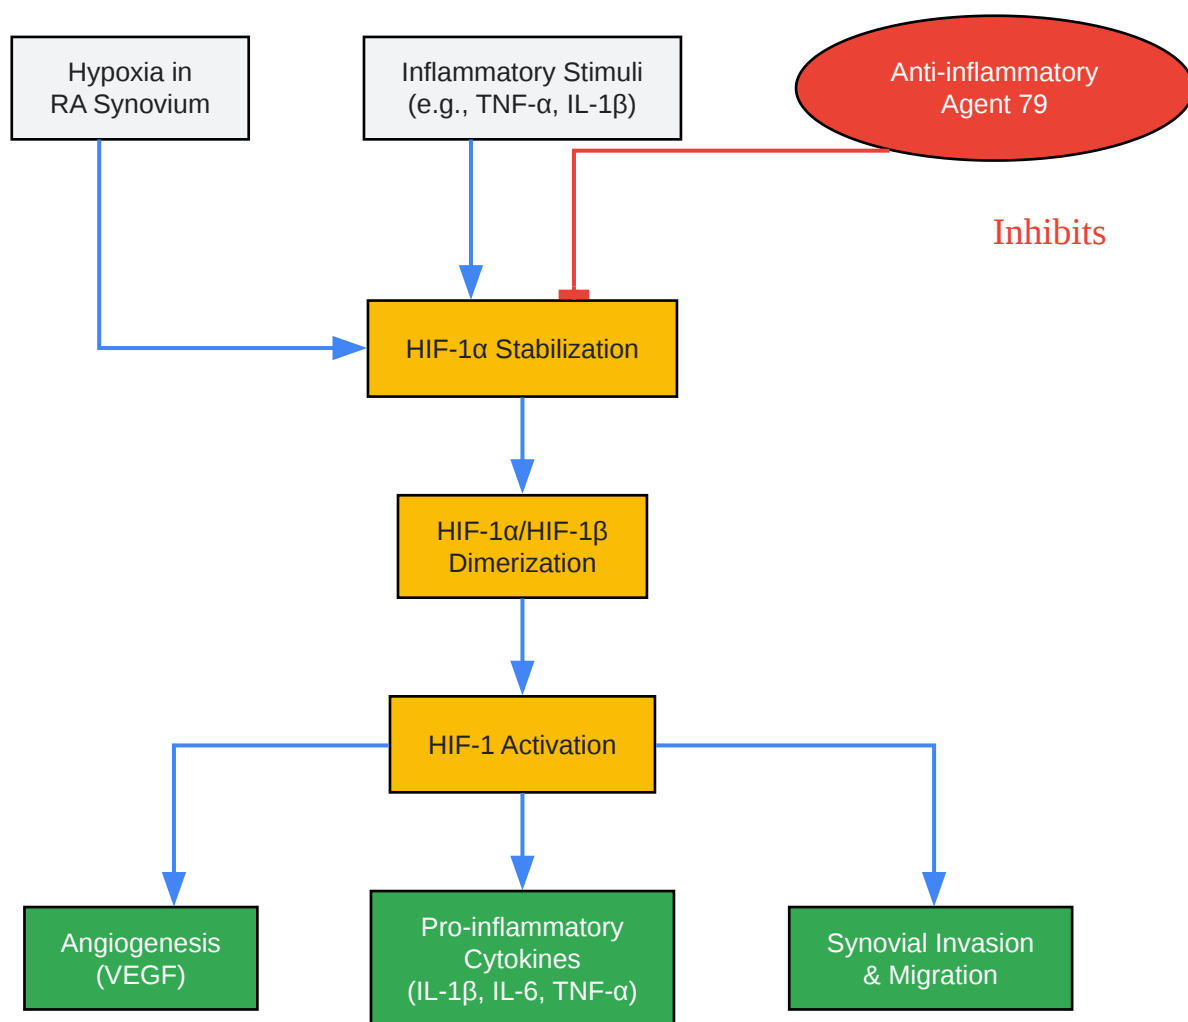 Hypoxia in
RA Synovium
Inflammatory Stimuli
(e.g., TNF-α, IL-1β)
Anti-inflammatory
Agent 79
Inhibits
HIF-1α Stabilization
HIF-1α/HIF-1β
Dimerization
HIF-1 Activation
Angiogenesis
(VEGF)
Pro-inflammatory
Cytokines
(IL-1β, IL-6, TNF-α)
Synovial Invasion
& Migration